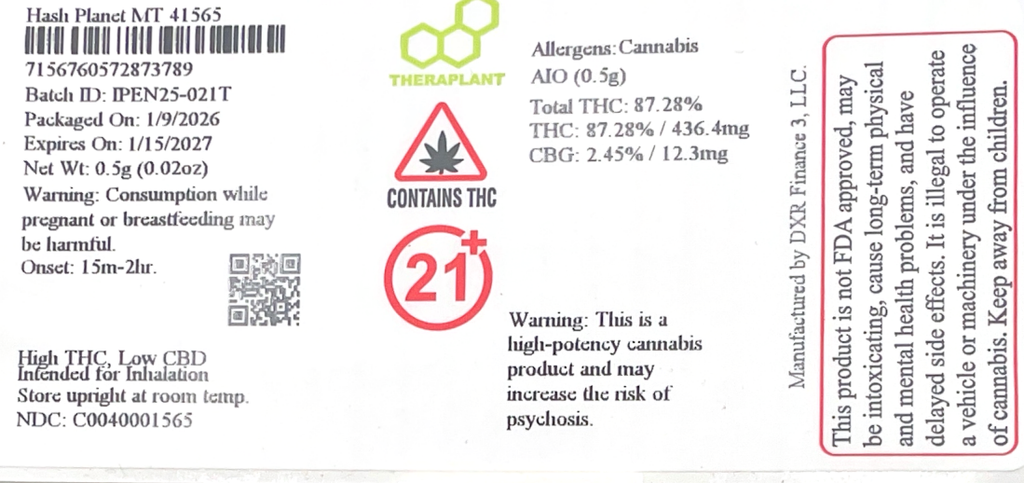 Hash Planet MT 41565
7156760572873789
Batch ID: IPEN25-021T
Packaged On: 1/9/2026
Expires On: 1/15/2027
Net Wt: 0.5g (0.02oz)
Warning: Consumption while
pregnant or breastfeeding may
be harmful.
Onset: 15m-2hr.
High THC, Low CBD
Intended for Inhalation
Store upright at room temp.
NDC: C0040001565
THERAPLANT
CONTAINS THC
21+
Allergens: Cannabis
AIO (0.5g)
Total THC: 87.28%
THC: 87.28% / 436.4mg
CBG: 2.45% / 12.3mg
Warning: This is a
high-potency cannabis
product and may
increase the risk of
psychosis.
Manufactured by DXR Finance 3, LLC.
This product is not FDA approved, may
be intoxicating, cause long-term physical
and mental health problems, and have
delayed side effects. It is illegal to operate
a vehicle or machinery under the influence
of cannabis. Keep away from children.